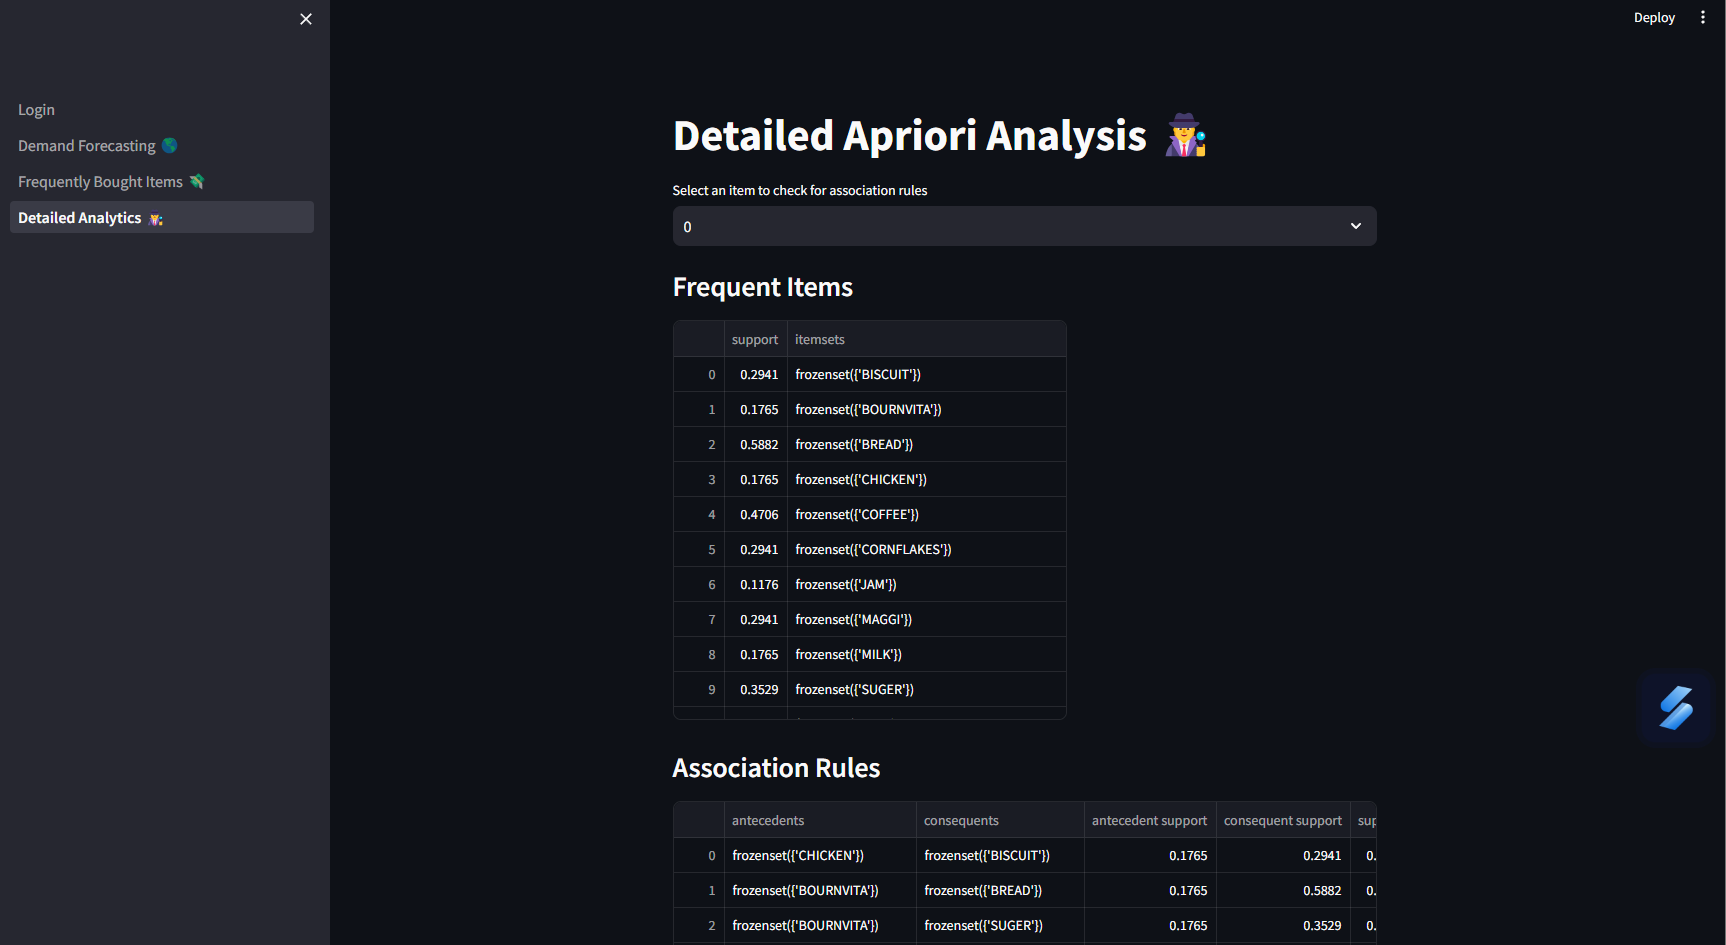 Deploy
Login
Demand Forecasting
Frequently Bought Items
Detailed Analytics
Detailed Apriori Analysis
Select an item to check for association rules
0
Frequent Items
support itemsets
0 0.2941 frozenset({'BISCUIT'})
1 0.1765 frozenset({'BOURNVITA'})
2 0.5882 frozenset({'BREAD'})
3 0.1765 frozenset({'CHICKEN'})
4 0.4706 frozenset({'COFFEE'})
5 0.2941 frozenset({'CORNFLAKES'})
6 0.1176 frozenset({'JAM'})
7 0.2941 frozenset({'MAGGI'})
8 0.1765 frozenset({'MILK'})
9 0.3529 frozenset({'SUGER'})
Association Rules
antecedents consequents antecedent support consequent support sup
0 frozenset({'CHICKEN'}) frozenset({'BISCUIT'}) 0.1765 0.2941 0.
1 frozenset({'BOURNVITA'}) frozenset({'BREAD'}) 0.1765 0.5882 0.
2 frozenset({'BOURNVITA'}) frozenset({'SUGER'}) 0.1765 0.3529 0.